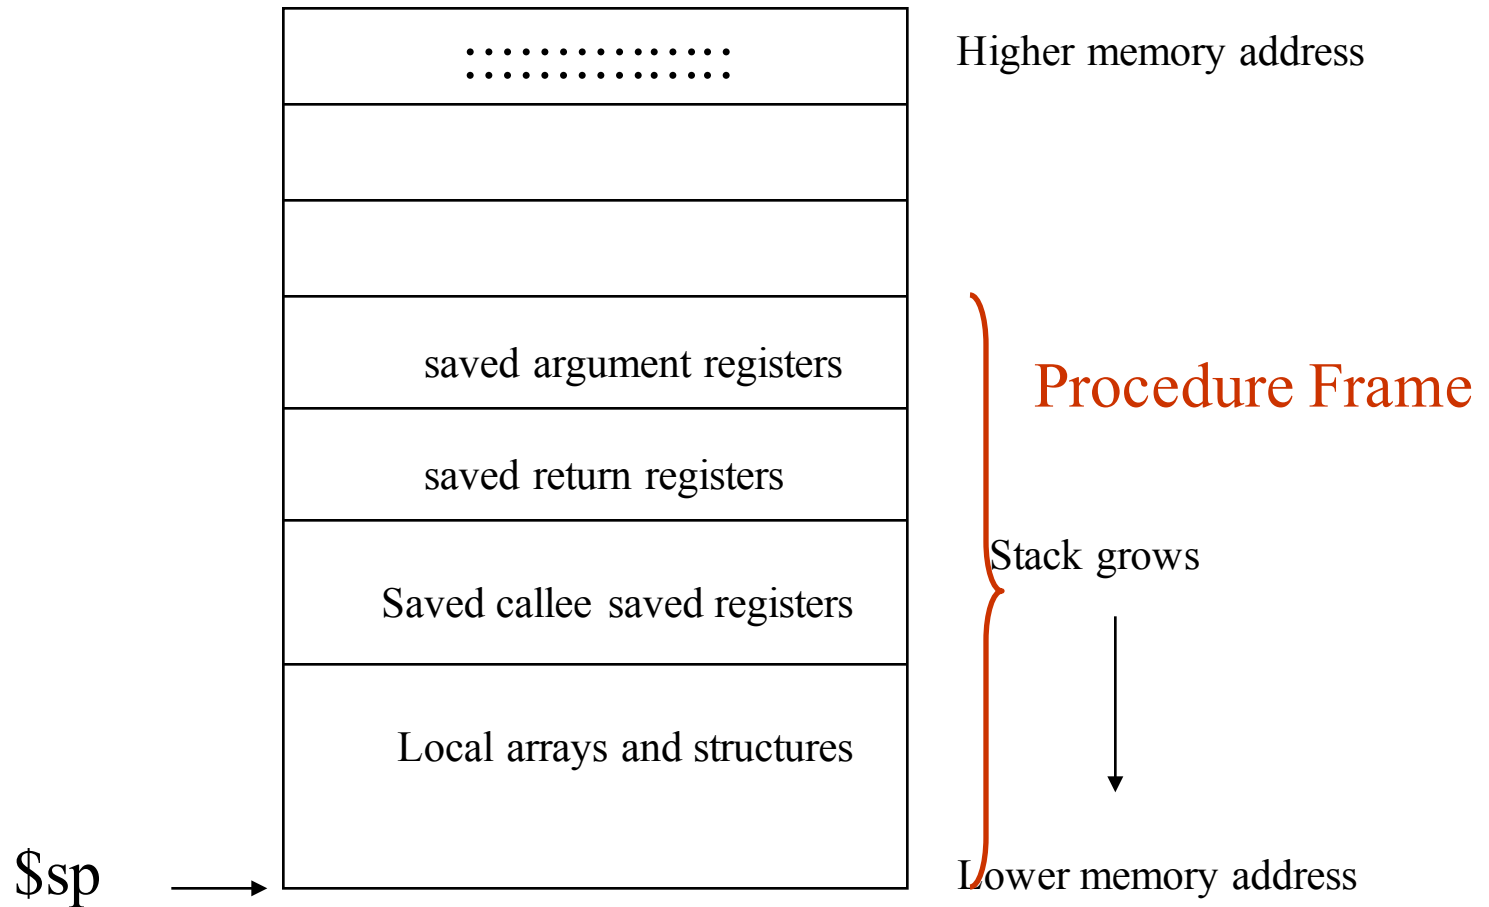 Higher memory address
saved argument registers
Procedure Frame
saved return registers
Stack grows
Saved callee saved registers
Local arrays and structures
$sp
Lower memory address